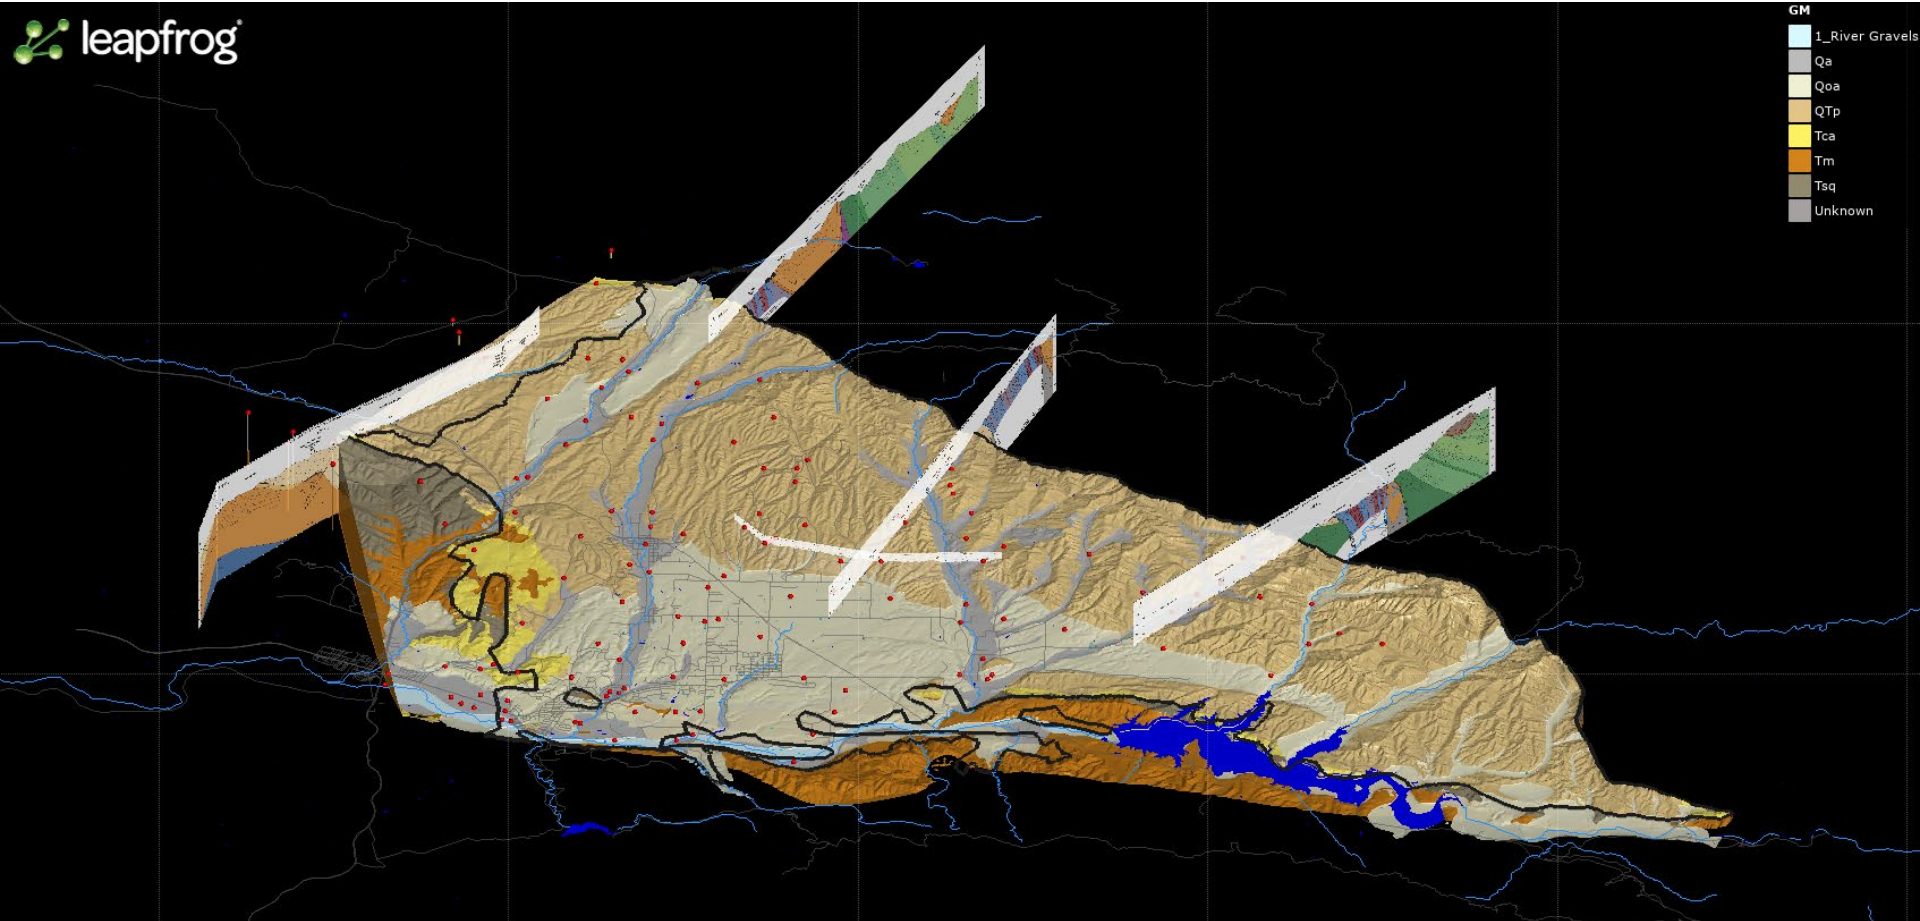 leapfrog
GM
1_River Gravels
Qa
Qoa
QTp
Tca
Tm
Tsq
Unknown